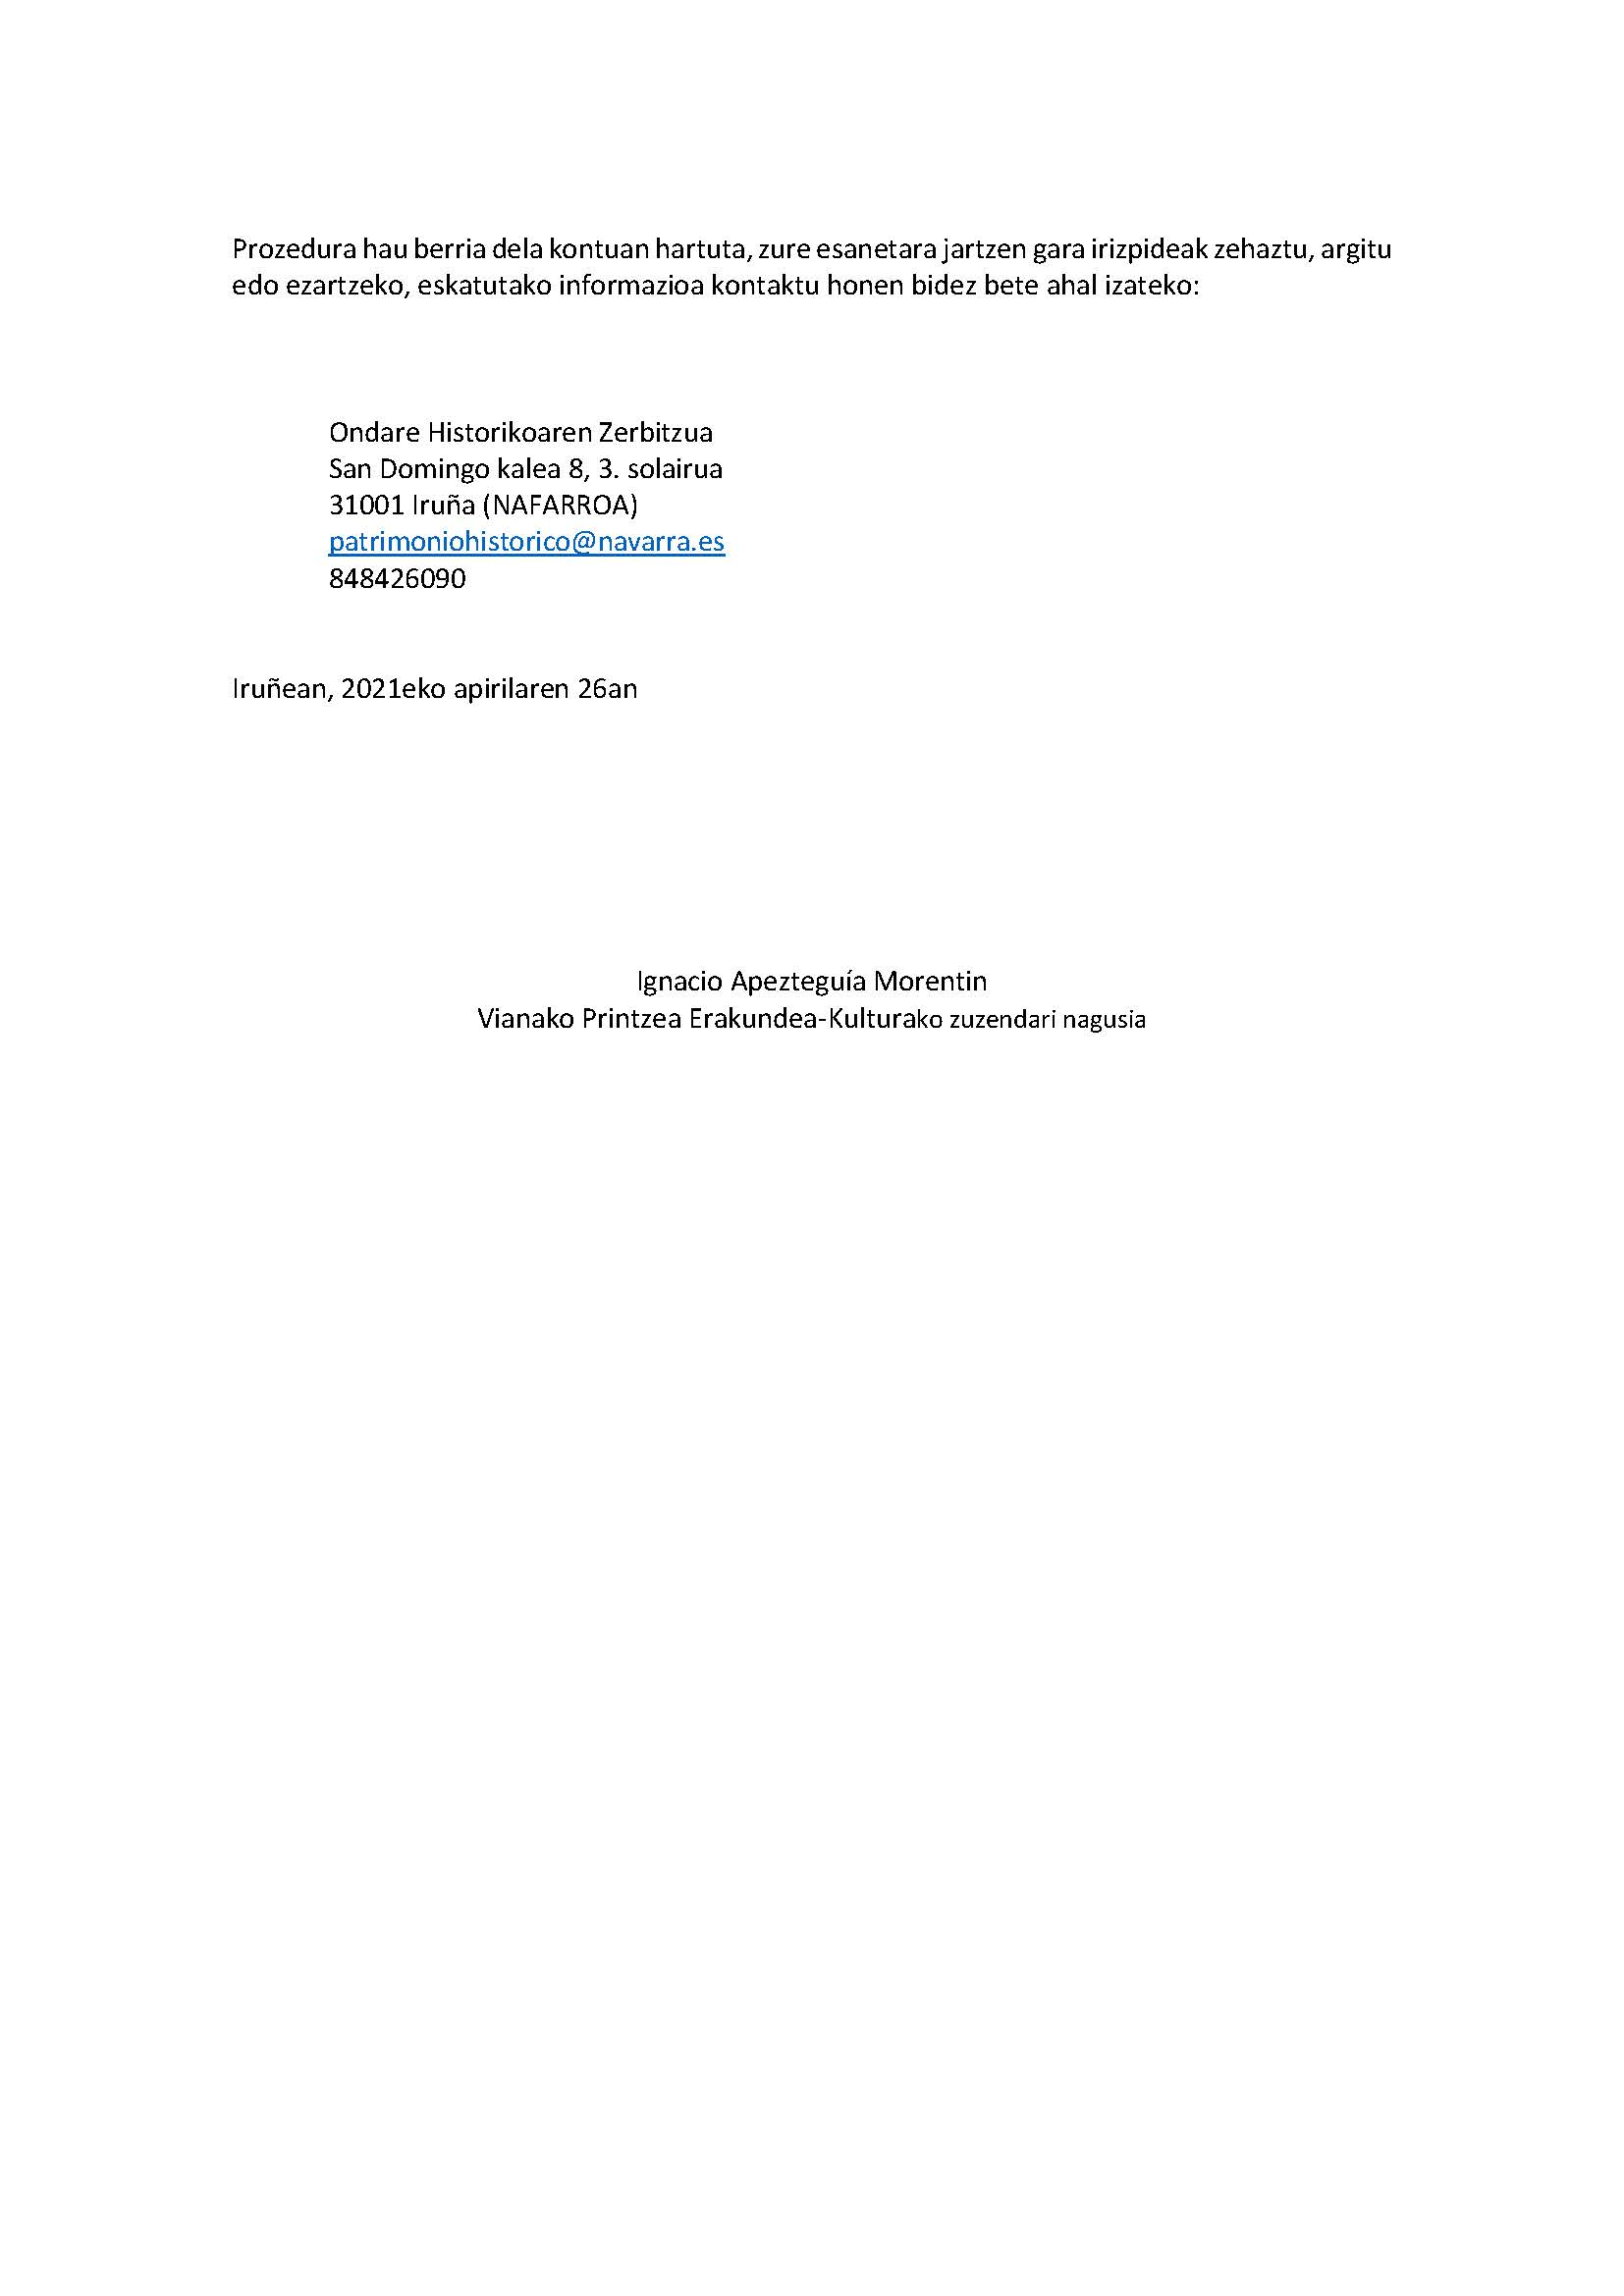 Prozedura hau berria dela kontuan hartuta, zure esanetara jartzen gara irizpideak zehaztu, argitu
edo ezartzeko, eskatutako informazioa kontaktu honen bidez bete ahal izateko:
Ondare Historikoaren Zerbitzua
San Domingo kalea 8, 3. solairua
31001 Iruña (NAFARROA)
patrimoniohistorico@navarra.es
848426090
Iruñean, 2021eko apirilaren 26an
Ignacio Apezteguía Morentin
Vianako Printzea Erakundea-Kulturako zuzendari nagusia